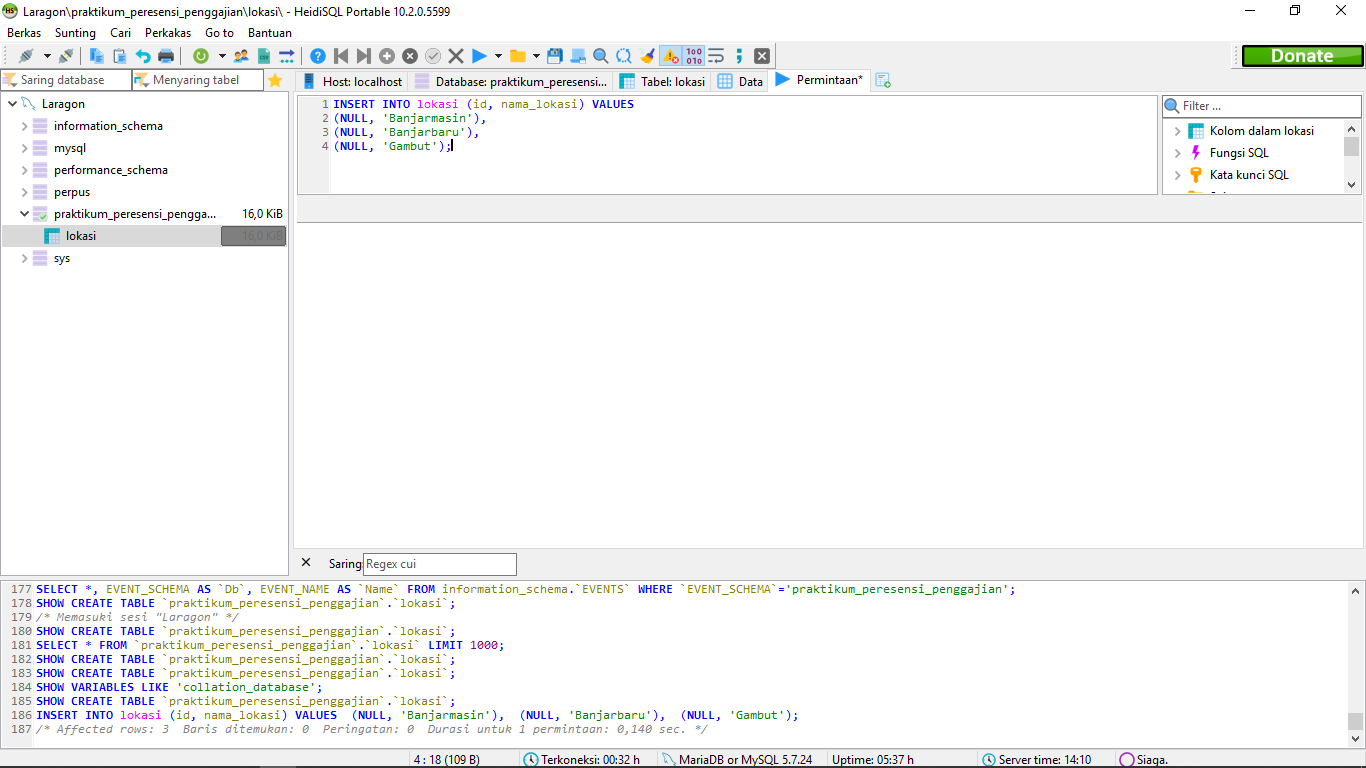 Laragon\praktikum_peresensi_penggajian\lokasi\ - HeidiSQL Portable 10.2.0.5599
Berkas Sunting Cari Perkakas Go to Bantuan
Donate
Saring database Menyaring tabel
Host: localhost Database: praktikum_peresensi... Tabel: lokasi Data Permintaan*
Laragon
information_schema
mysql
performance_schema
perpus
praktikum_peresensi_pengga... 16,0 KiB
lokasi 16,0 KiB
sys
1 INSERT INTO lokasi (id, nama_lokasi) VALUES
2 (NULL, 'Banjarmasin'),
3 (NULL, 'Banjarbaru'),
4 (NULL, 'Gambut');
Filter ...
Kolom dalam lokasi
Fungsi SQL
Kata kunci SQL
Saring: Regex cui
177 SELECT *, EVENT_SCHEMA AS `Db`, EVENT_NAME AS `Name` FROM information_schema.`EVENTS` WHERE `EVENT_SCHEMA`='praktikum_peresensi_penggajian';
178 SHOW CREATE TABLE `praktikum_peresensi_penggajian`.`lokasi`;
179 /* Memasuki sesi "Laragon" */
180 SHOW CREATE TABLE `praktikum_peresensi_penggajian`.`lokasi`;
181 SELECT * FROM `praktikum_peresensi_penggajian`.`lokasi` LIMIT 1000;
182 SHOW CREATE TABLE `praktikum_peresensi_penggajian`.`lokasi`;
183 SHOW CREATE TABLE `praktikum_peresensi_penggajian`.`lokasi`;
184 SHOW VARIABLES LIKE 'collation_database';
185 SHOW CREATE TABLE `praktikum_peresensi_penggajian`.`lokasi`;
186 INSERT INTO lokasi (id, nama_lokasi) VALUES (NULL, 'Banjarmasin'), (NULL, 'Banjarbaru'), (NULL, 'Gambut');
187 /* Affected rows: 3 Baris ditemukan: 0 Peringatan: 0 Durasi untuk 1 permintaan: 0,140 sec. */
4 : 18 (109 B) Terkoneksi: 00:32 h MariaDB or MySQL 5.7.24 Uptime: 05:37 h Server time: 14:10 Siaga.